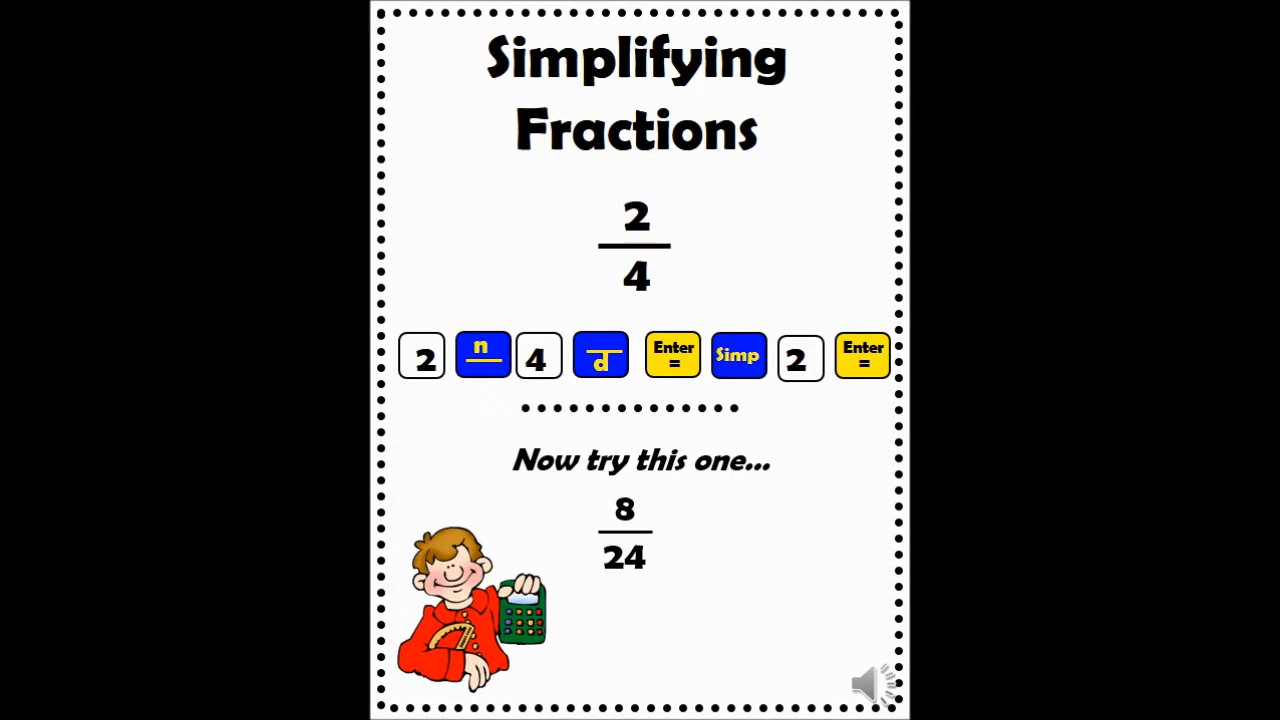 Simplifying
Fractions
2
4
2 n 4 d Enter = Simp 2 Enter =
Now try this one...
8
24